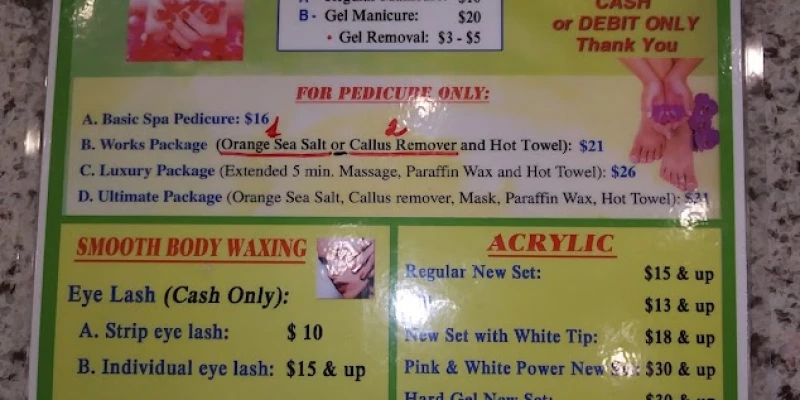 B - Gel Manicure: $20
• Gel Removal: $3 - $5
CASH
or DEBIT ONLY
Thank You
FOR PEDICURE ONLY:
A. Basic Spa Pedicure: $16
1 2
B. Works Package (Orange Sea Salt or Callus Remover and Hot Towel): $21
C. Luxury Package (Extended 5 min. Massage, Paraffin Wax and Hot Towel): $26
D. Ultimate Package (Orange Sea Salt, Callus remover, Mask, Paraffin Wax, Hot Towel): $31
SMOOTH BODY WAXING
Eye Lash (Cash Only):
A. Strip eye lash: $ 10
B. Individual eye lash: $15 & up
ACRYLIC
Regular New Set: $15 & up
$13 & up
New Set with White Tip: $18 & up
Pink & White Power New $30 & up
Hard Gel New Set: